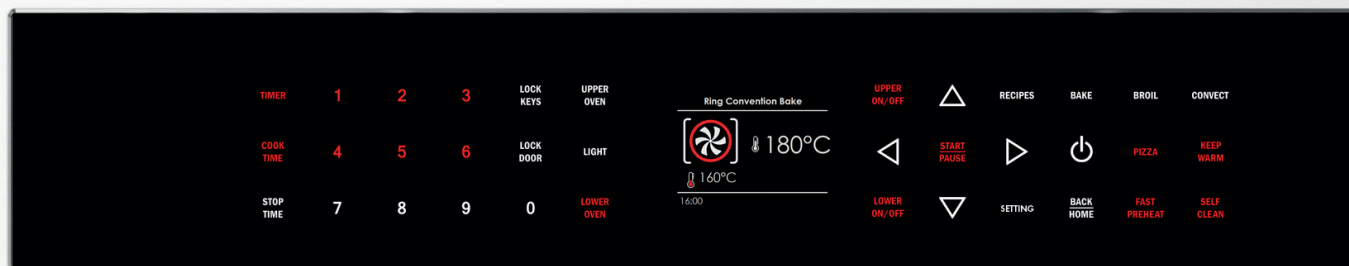 TIMER 1 2 3 LOCK KEYS UPPER OVEN
COOK TIME 4 5 6 LOCK DOOR LIGHT
STOP TIME 7 8 9 0 LOWER OVEN
Ring Convention Bake
180°C
160°C
16:00
UPPER ON/OFF RECIPES BAKE BROIL CONVECT
START PAUSE PIZZA KEEP WARM
LOWER ON/OFF SETTING BACK HOME FAST PREHEAT SELF CLEAN